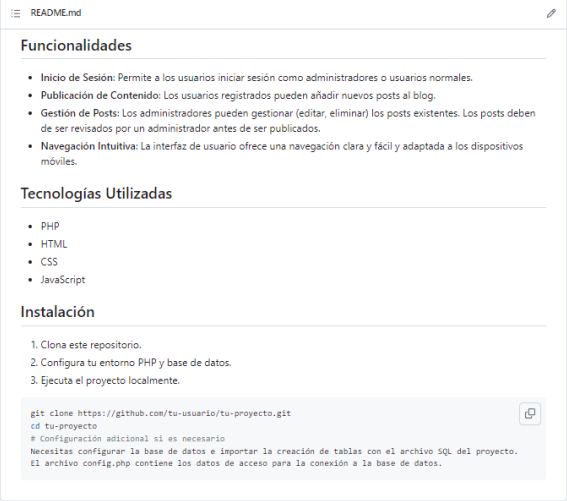 README.md
Funcionalidades
Inicio de Sesión: Permite a los usuarios iniciar sesión como administradores o usuarios normales.
Publicación de Contenido: Los usuarios registrados pueden añadir nuevos posts al blog.
Gestión de Posts: Los administradores pueden gestionar (editar, eliminar) los posts existentes. Los posts deben
de ser revisados por un administrador antes de ser publicados.
Navegación Intuitiva: La interfaz de usuario ofrece una navegación clara y fácil y adaptada a los dispositivos
móviles.
Tecnologías Utilizadas
PHP
HTML
CSS
JavaScript
Instalación
1. Clona este repositorio.
2. Configura tu entorno PHP y base de datos.
3. Ejecuta el proyecto localmente.
git clone https://github.com/tu-usuario/tu-proyecto.git
cd tu-proyecto
# Configuración adicional si es necesario
Necesitas configurar la base de datos e importar la creación de tablas con el archivo SQL del proyecto.
El archivo config.php contiene los datos de acceso para la conexión a la base de datos.